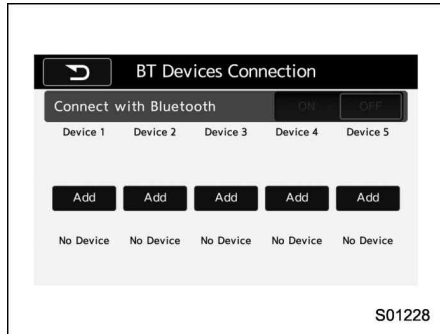 BT Devices Connection
Connect with Bluetooth ON OFF
Device 1 Device 2 Device 3 Device 4 Device 5
Add Add Add Add Add
No Device No Device No Device No Device No Device
S01228